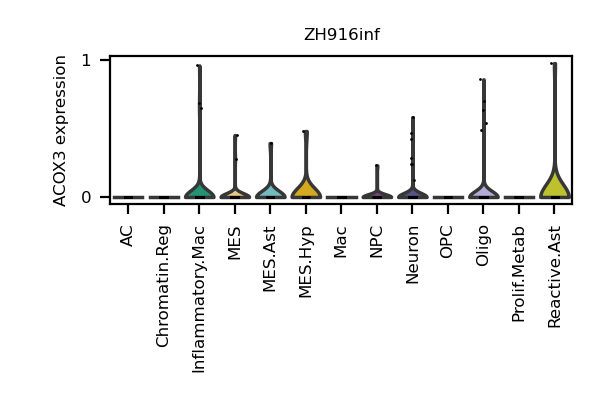 ZH916inf
ACOX3 expression
1
0
AC
Chromatin.Reg
Inflammatory.Mac
MES
MES.Ast
MES.Hyp
Mac
NPC
Neuron
OPC
Oligo
Prolif.Metab
Reactive.Ast